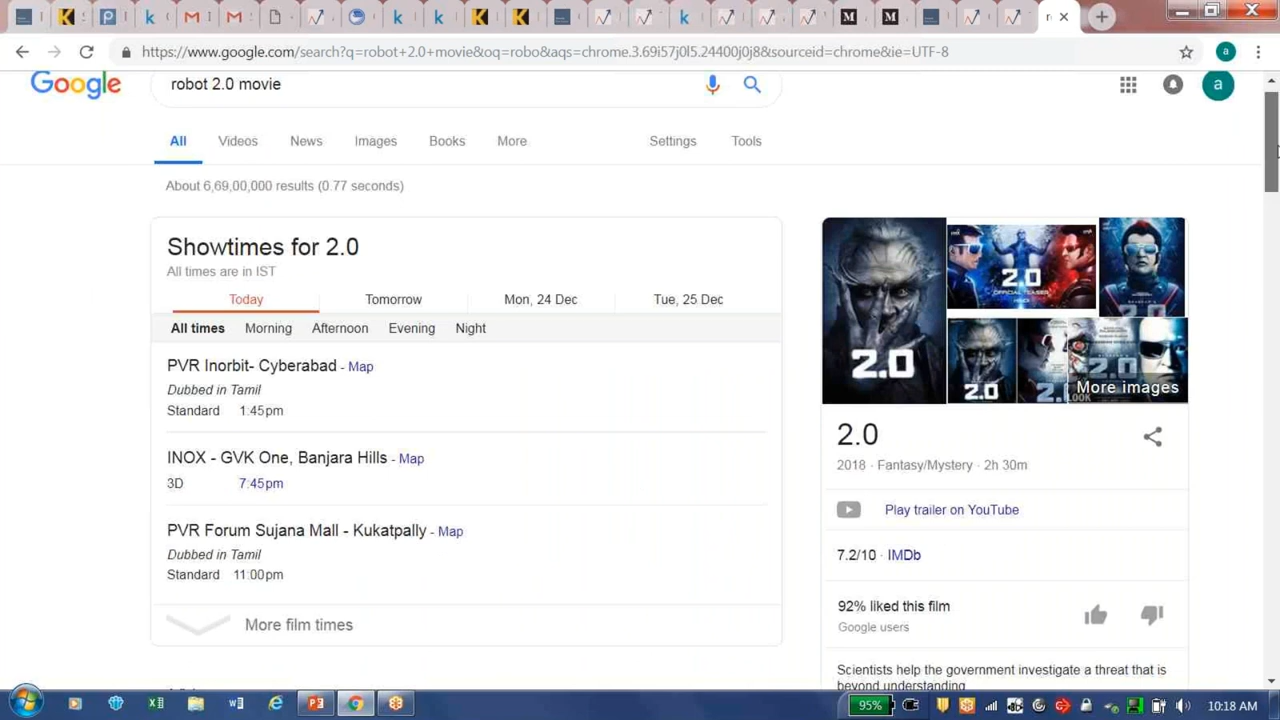 https://www.google.com/search?q=robot+2.0+movie&oq=robo&aqs=chrome.3.69i57j0l5.24400j0j8&sourceid=chrome&ie=UTF-8
a
Google
robot 2.0 movie
a
All Videos News Images Books More Settings Tools
About 6,69,00,000 results (0.77 seconds)
Showtimes for 2.0
All times are in IST
Today Tomorrow Mon, 24 Dec Tue, 25 Dec
All times Morning Afternoon Evening Night
PVR Inorbit- Cyberabad - Map
Dubbed in Tamil
Standard 1:45pm
INOX - GVK One, Banjara Hills - Map
3D 7:45pm
PVR Forum Sujana Mall - Kukatpally - Map
Dubbed in Tamil
Standard 11:00pm
More film times
2.0
2.0
OFFICIAL TEASER
HINDI
2.0
2.0
More images
2.0
2018 · Fantasy/Mystery · 2h 30m
Play trailer on YouTube
7.2/10 · IMDb
92% liked this film
Google users
Scientists help the government investigate a threat that is
beyond understanding
95%
10:18 AM